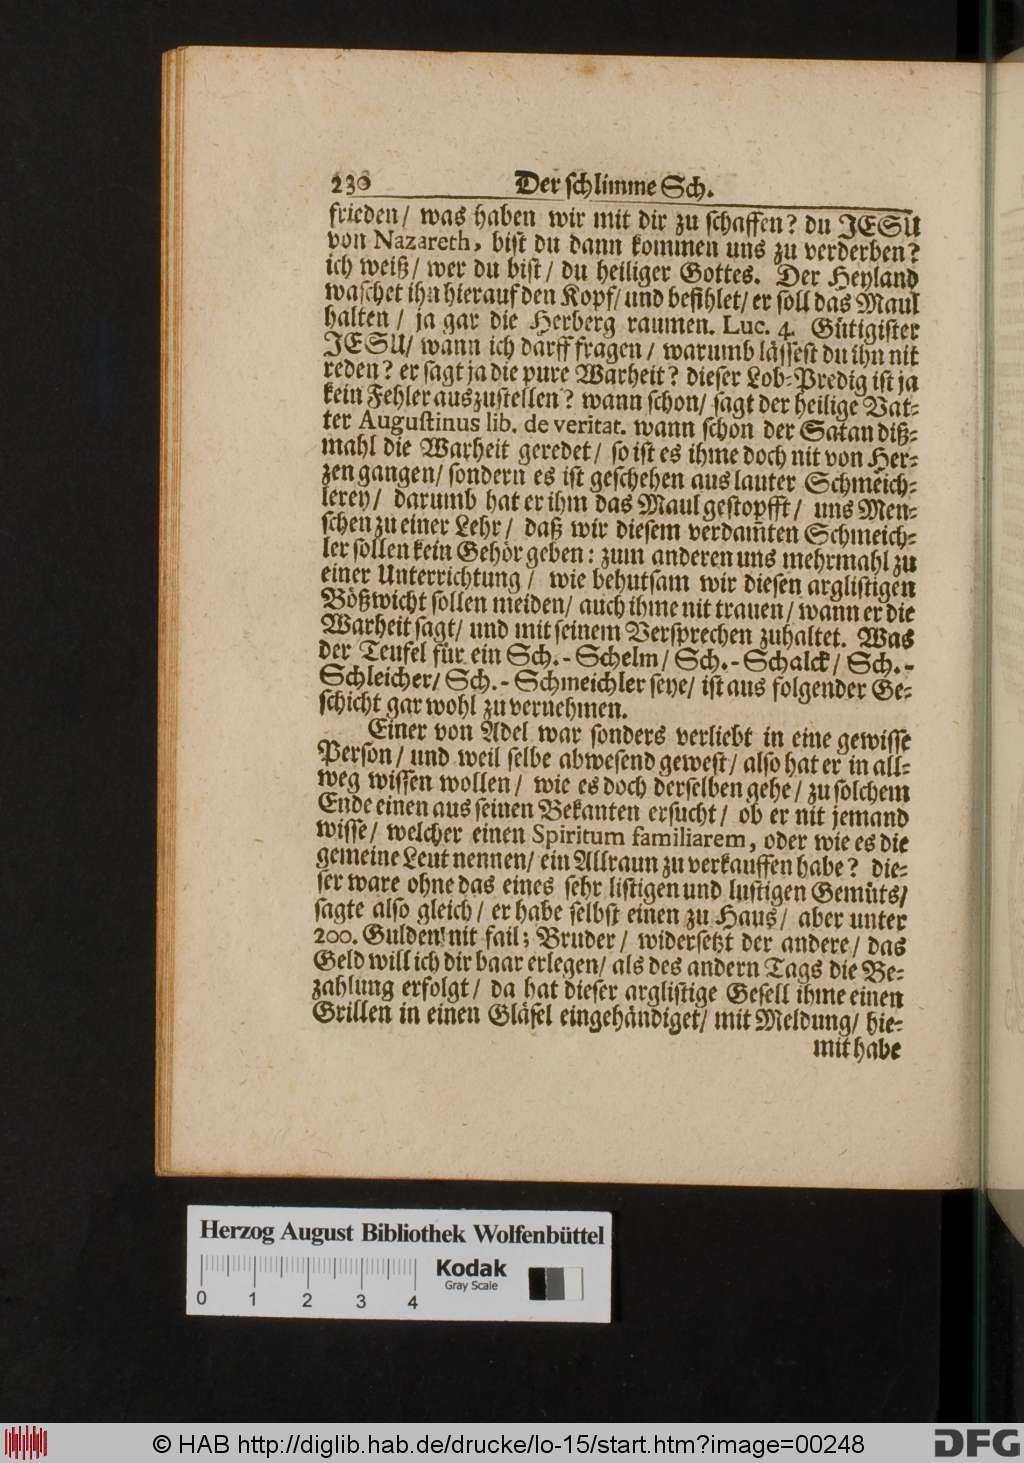 230 Der schlimme Sch.
frieden/ was haben wir mit dir zu schaffen? du JESU
von Nazareth, bist du dann kommen uns zu verderben?
ich weiß/ wer du bist/ du heiliger Gottes. Der Heyland
waschet ihn hierauf den Kopf/ und befihlet/ er soll das Maul
halten/ ja gar die Herberg raumen. Luc. 4. Gütigister
JESU/ wann ich darff fragen/ warumb lässest du ihn nit
reden? er sagt ja die pure Warheit? dieser Lob-Predig ist ja
kein Fehler auszustellen? wann schon/ sagt der heilige Vat-
ter Augustinus lib. de veritat. wann schon der Satan diß-
mahl die Warheit geredet/ so ist es ihme doch nit von Her-
zen gangen/ sondern es ist geschehen aus lauter Schmeich-
lerey/ darumb hat er ihm das Maul gestopfft/ uns Men-
schen zu einer Lehr/ daß wir diesem verdam̃ten Schmeich-
ler sollen kein Gehör geben: zum anderen uns mehrmahl zu
einer Unterrichtung/ wie behutsam wir diesen arglistigen
Bößwicht sollen meiden/ auch ihme nit trauen/ wann er die
Warheit sagt/ und mit seinem Versprechen zuhaltet. Was
der Teufel für ein Sch.-Schelm/ Sch.-Schalck/ Sch.-
Schleicher/ Sch.-Schmeichler seye/ ist aus folgender Ge-
schicht gar wohl zu vernehmen.
Einer von Adel war sonders verliebt in eine gewisse
Person/ und weil selbe abwesend gewest/ also hat er in all-
weg wissen wollen/ wie es doch derselben gehe/ zu solchem
Ende einen aus seinen Bekanten ersucht/ ob er nit jemand
wisse/ welcher einen Spiritum familiarem, oder wie es die
gemeine Leut nennen/ ein Allraun zu verkauffen habe? die-
ser ware ohne das eines sehr listigen und lustigen Gemüts/
sagte also gleich/ er habe selbst einen zu Haus/ aber unter
200. Gulden nit fail; Bruder/ widersetzt der andere/ das
Geld will ich dir baar erlegen/ als des andern Tags die Be-
zahlung erfolgt/ da hat dieser arglistige Gesell ihme einen
Grillen in einen Gläsel eingehändiget/ mit Meldung/ hie-
mit habe
Herzog August Bibliothek Wolfenbüttel
Kodak
Gray Scale
0 1 2 3 4
© HAB http://diglib.hab.de/drucke/lo-15/start.htm?image=00248
DFG